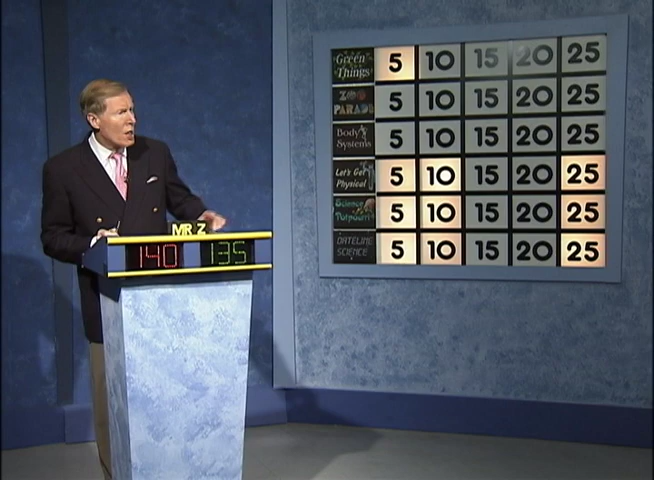 Green Things 5 10 15 20 25
ZOO PARADE 5 10 15 20 25
Body Systems 5 10 15 20 25
Let's Get Physical 5 10 15 20 25
Science Potpourri 5 10 15 20 25
DATELINE SCIENCE 5 10 15 20 25
MR Z
140 135